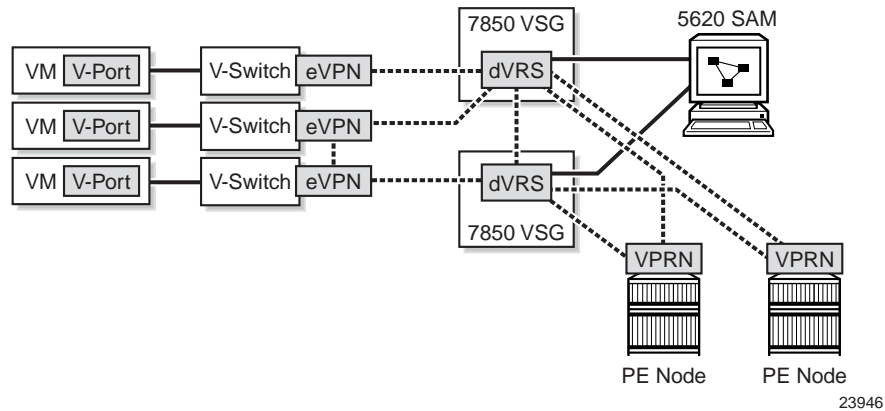 7850 VSG
5620 SAM
VM V-Port
V-Switch eVPN
dVRS
VM V-Port
V-Switch eVPN
VM V-Port
V-Switch eVPN
dVRS
7850 VSG
VPRN
VPRN
PE Node
PE Node
23946